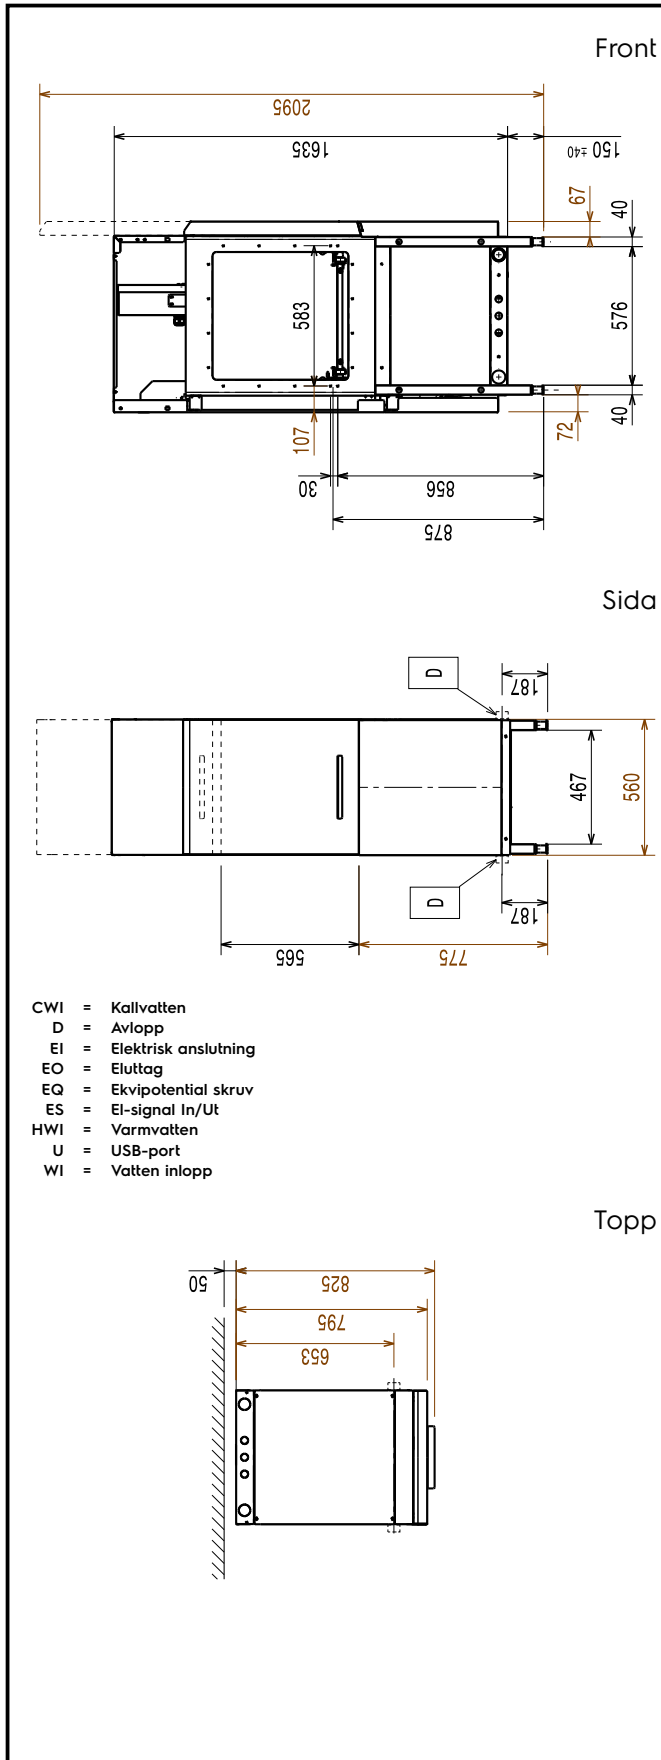 Front
2095
1635
150 ±40
67
40
583
576
107
72
40
30
856
875
Sida
D
187
467
560
D
187
565
775
CWI = Kallvatten
D = Avlopp
EI = Elektrisk anslutning
EO = Eluttag
EQ = Ekvipotential skruv
ES = El-signal In/Ut
HWI = Varmvatten
U = USB-port
WI = Vatten inlopp
Topp
50
825
795
653